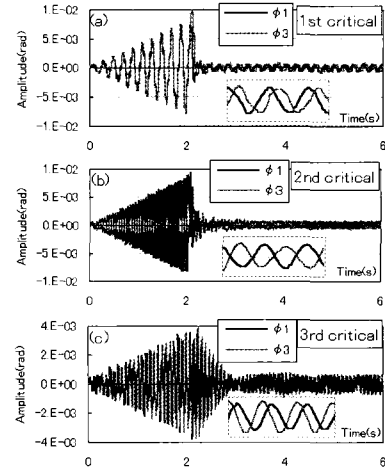 (a)
φ1
φ3
1st critical
Amplitude(rad)
1.E-02
5.E-03
0.E+00
-5.E-03
-1.E-02
Time(s)
0
2
4
6
(b)
φ1
φ3
2nd critical
Amplitude(rad)
1.E-02
5.E-03
0.E+00
-5.E-03
-1.E-02
Time(s)
0
2
4
6
(c)
φ1
φ3
3rd critical
Amplitude(rad)
4.E-03
2.E-03
0.E+00
-2.E-03
-4.E-03
Time(s)
0
2
4
6